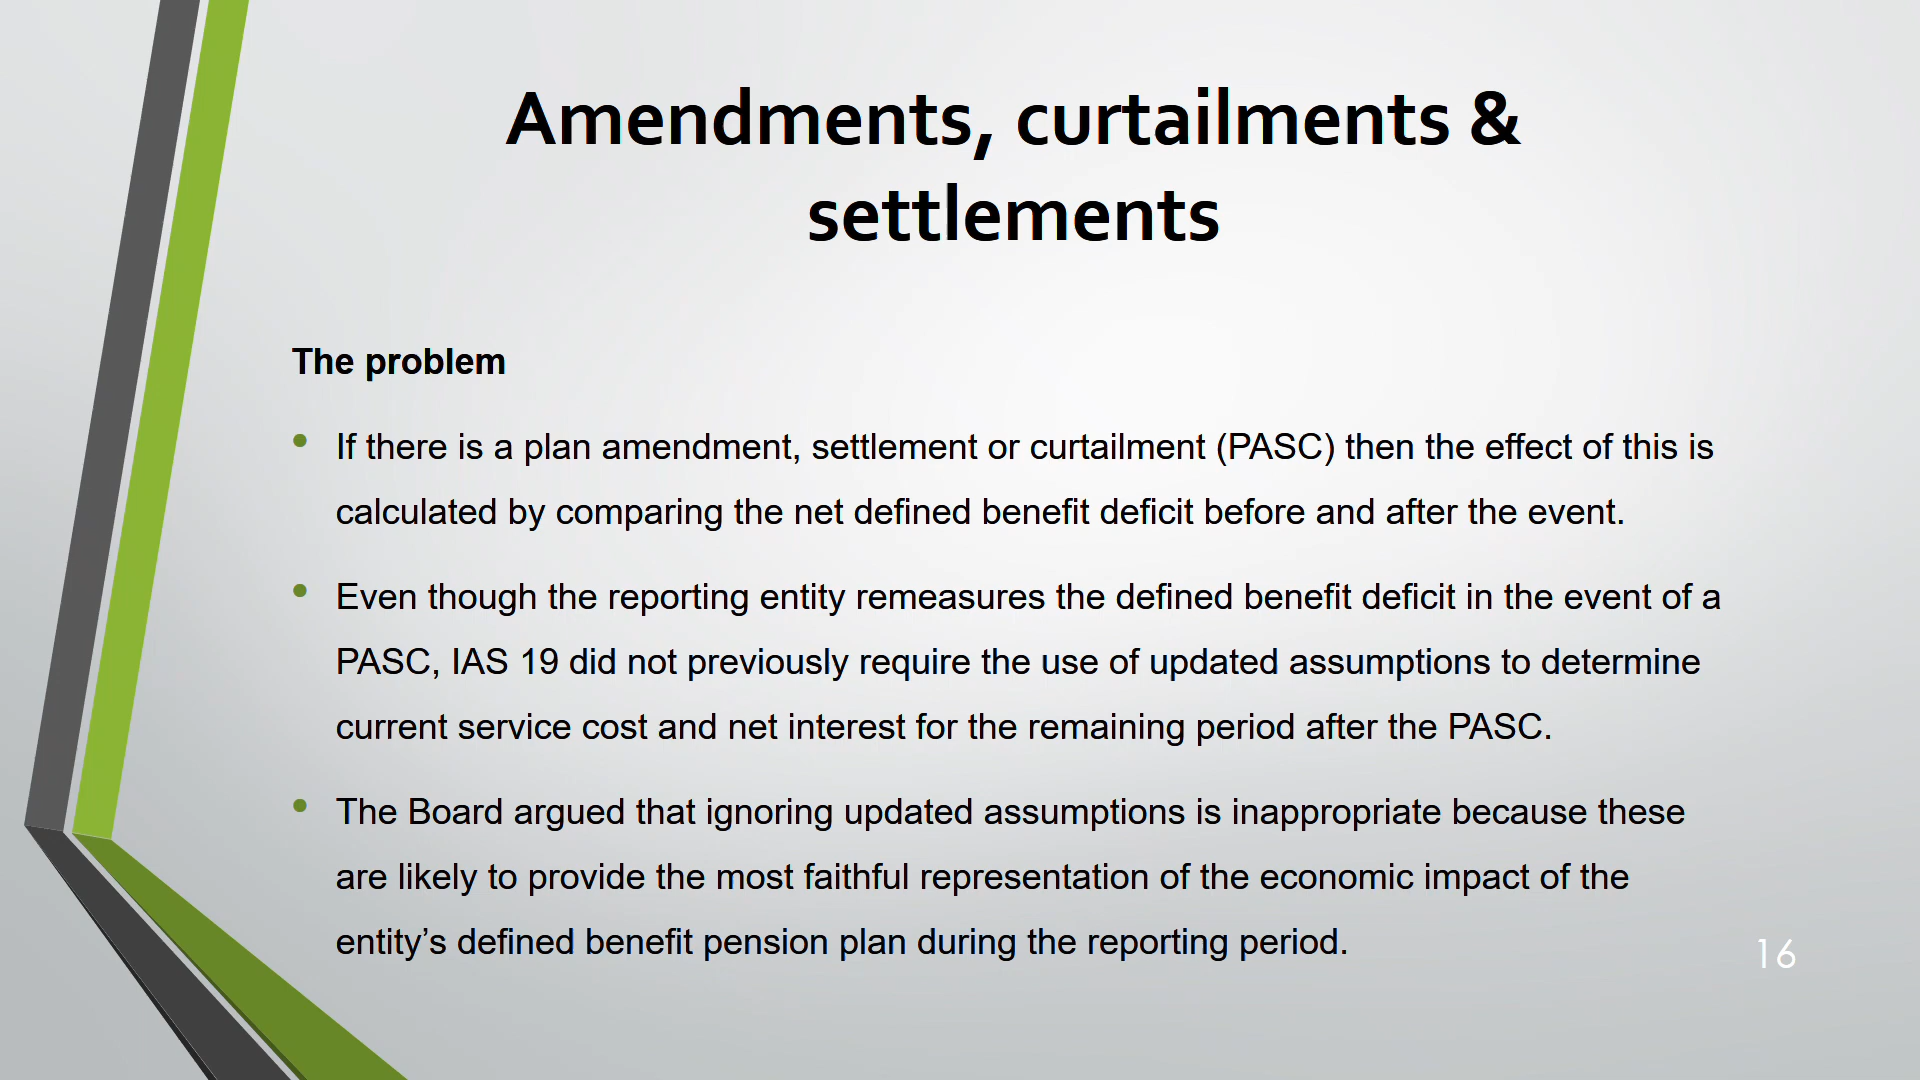 Amendments, curtailments &
settlements
The problem
• If there is a plan amendment, settlement or curtailment (PASC) then the effect of this is
calculated by comparing the net defined benefit deficit before and after the event.
• Even though the reporting entity remeasures the defined benefit deficit in the event of a
PASC, IAS 19 did not previously require the use of updated assumptions to determine
current service cost and net interest for the remaining period after the PASC.
• The Board argued that ignoring updated assumptions is inappropriate because these
are likely to provide the most faithful representation of the economic impact of the
entity’s defined benefit pension plan during the reporting period.
16